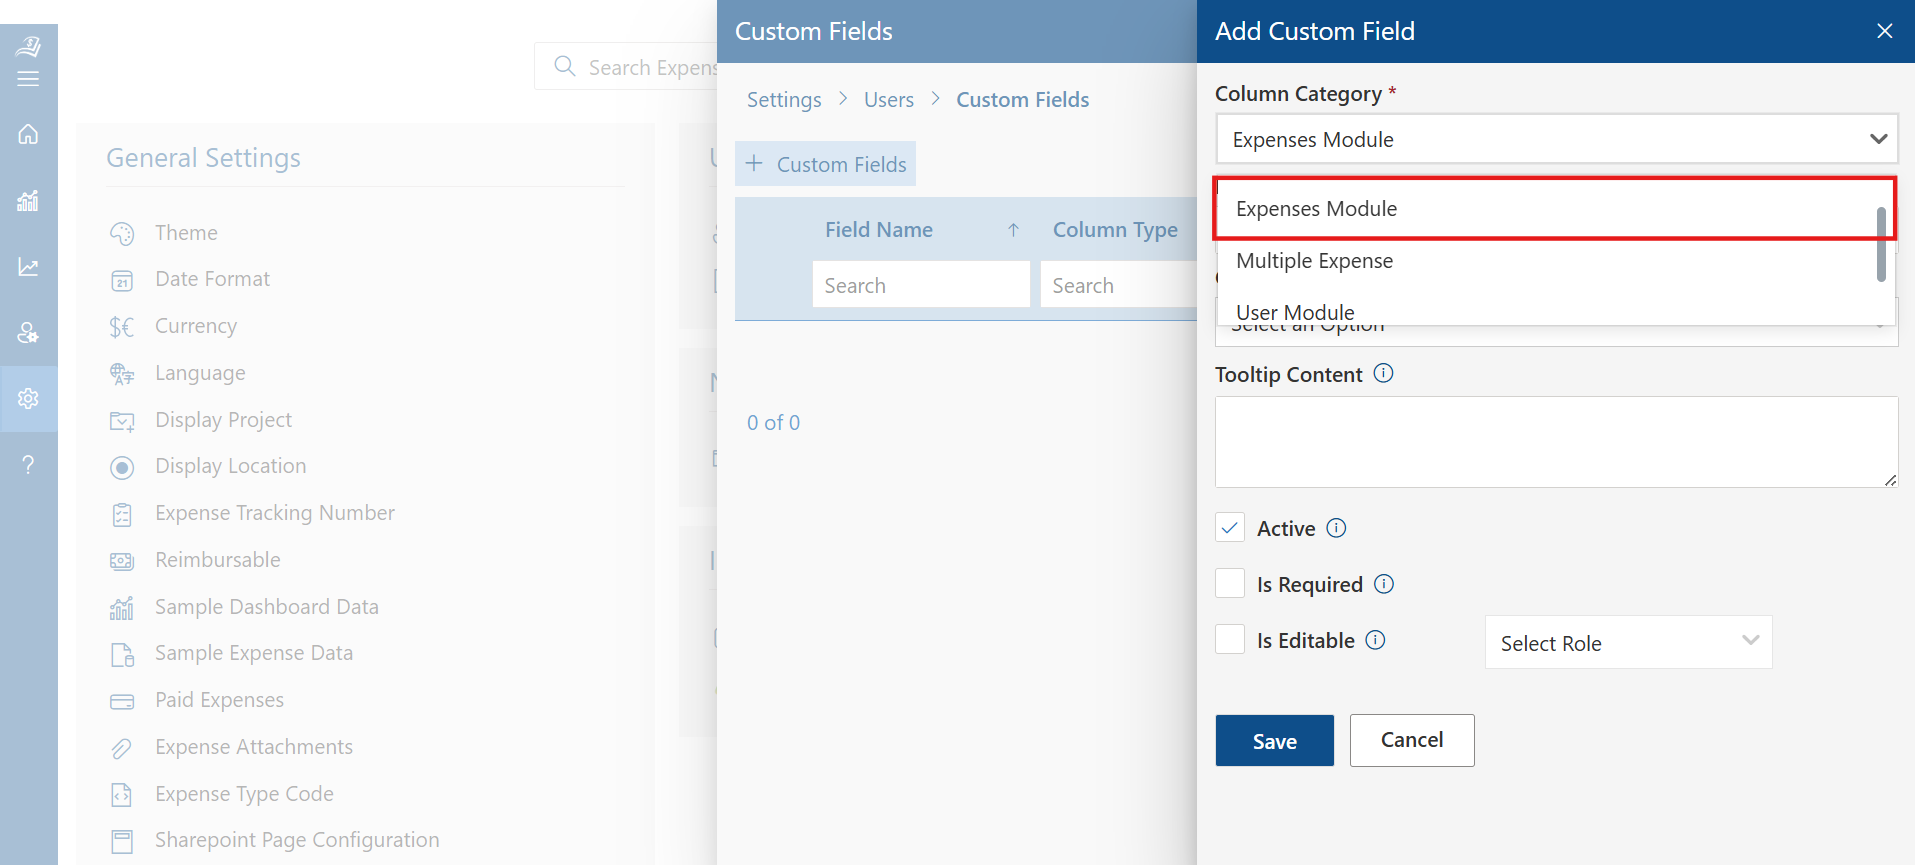 Search Expens
General Settings
Theme
Date Format
Currency
Language
Display Project
Display Location
Expense Tracking Number
Reimbursable
Sample Dashboard Data
Sample Expense Data
Paid Expenses
Expense Attachments
Expense Type Code
Sharepoint Page Configuration
Custom Fields
Settings > Users > Custom Fields
+ Custom Fields
Field Name ↑ Column Type
Search Search
0 of 0
Add Custom Field
Column Category *
Expenses Module
Expenses Module
Multiple Expense
User Module
Select an Option
Tooltip Content
Active
Is Required
Is Editable
Select Role
Save Cancel